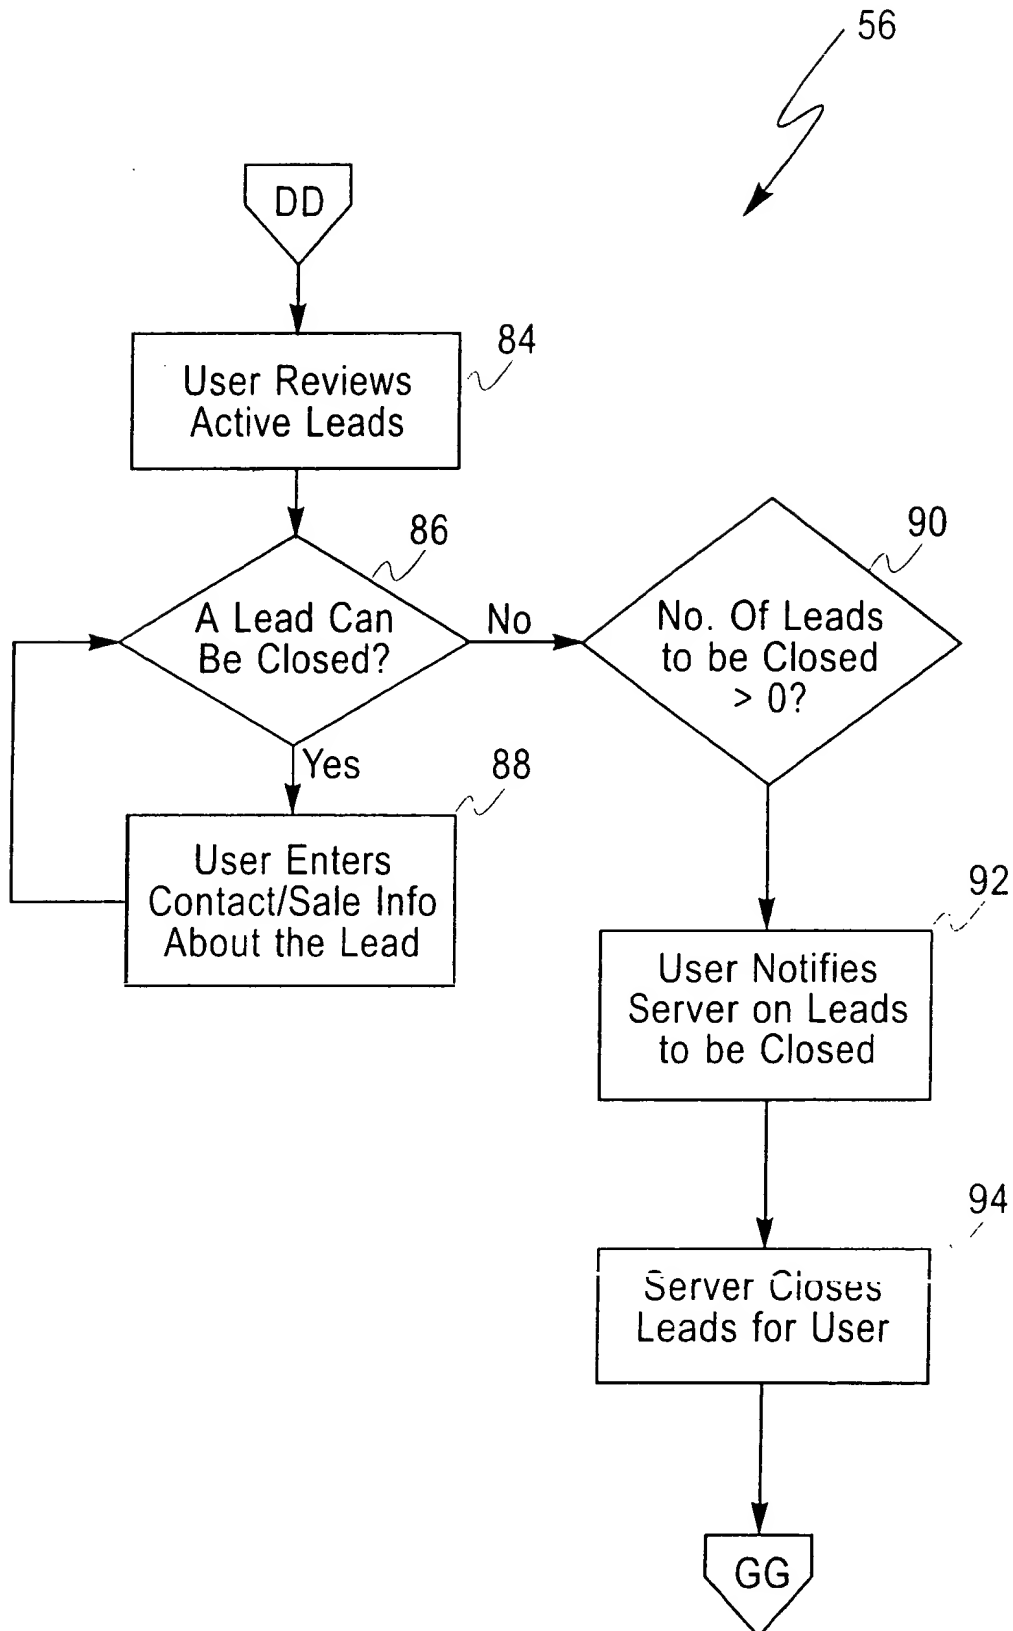 56
DD
84
User Reviews
Active Leads
86
A Lead Can
Be Closed?
No
90
No. Of Leads
to be Closed
> 0?
Yes
88
User Enters
Contact/Sale Info
About the Lead
92
User Notifies
Server on Leads
to be Closed
94
Server Closes
Leads for User
GG